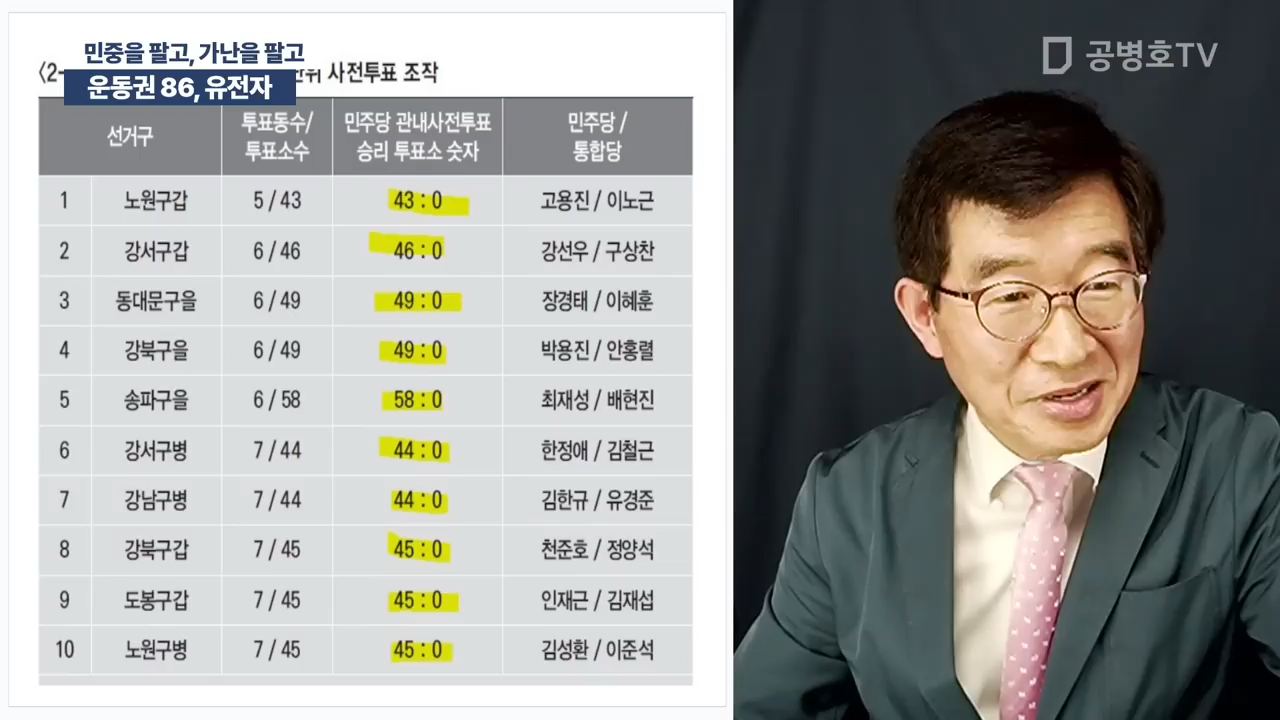 민중을 팔고, 가난을 팔고
운동권 86, 유전자
〈2-
위 사전투표 조작
공병호TV
선거구
투표동수/
투표소수
민주당 관내사전투표
승리 투표소 숫자
민주당 /
통합당
1 노원구갑 5 / 43 43 : 0 고용진 / 이노근
2 강서구갑 6 / 46 46 : 0 강선우 / 구상찬
3 동대문구을 6 / 49 49 : 0 장경태 / 이혜훈
4 강북구을 6 / 49 49 : 0 박용진 / 안홍렬
5 송파구을 6 / 58 58 : 0 최재성 / 배현진
6 강서구병 7 / 44 44 : 0 한정애 / 김철근
7 강남구병 7 / 44 44 : 0 김한규 / 유경준
8 강북구갑 7 / 45 45 : 0 천준호 / 정양석
9 도봉구갑 7 / 45 45 : 0 인재근 / 김재섭
10 노원구병 7 / 45 45 : 0 김성환 / 이준석